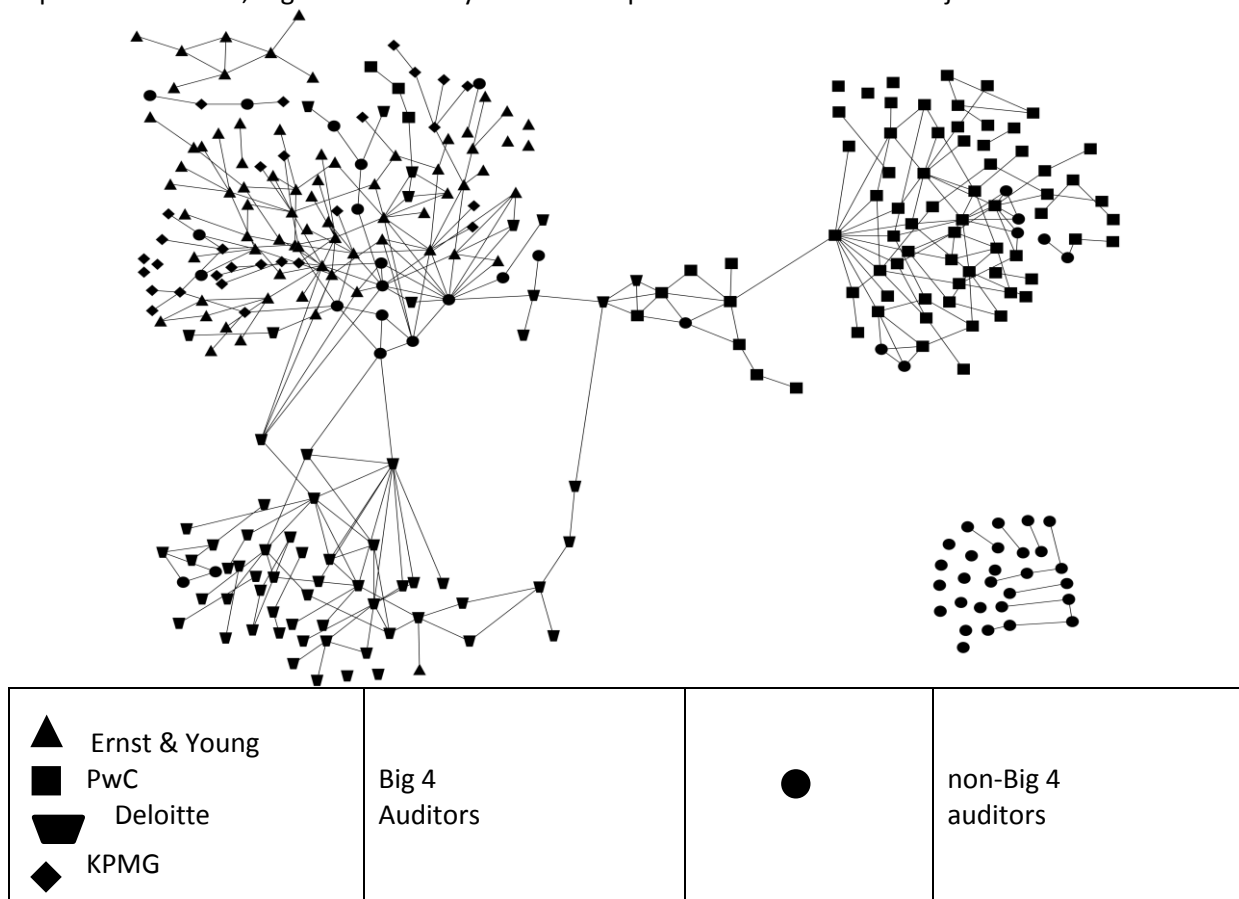 Ernst & Young
PwC
Deloitte
KPMG
Big 4
Auditors
non-Big 4
auditors